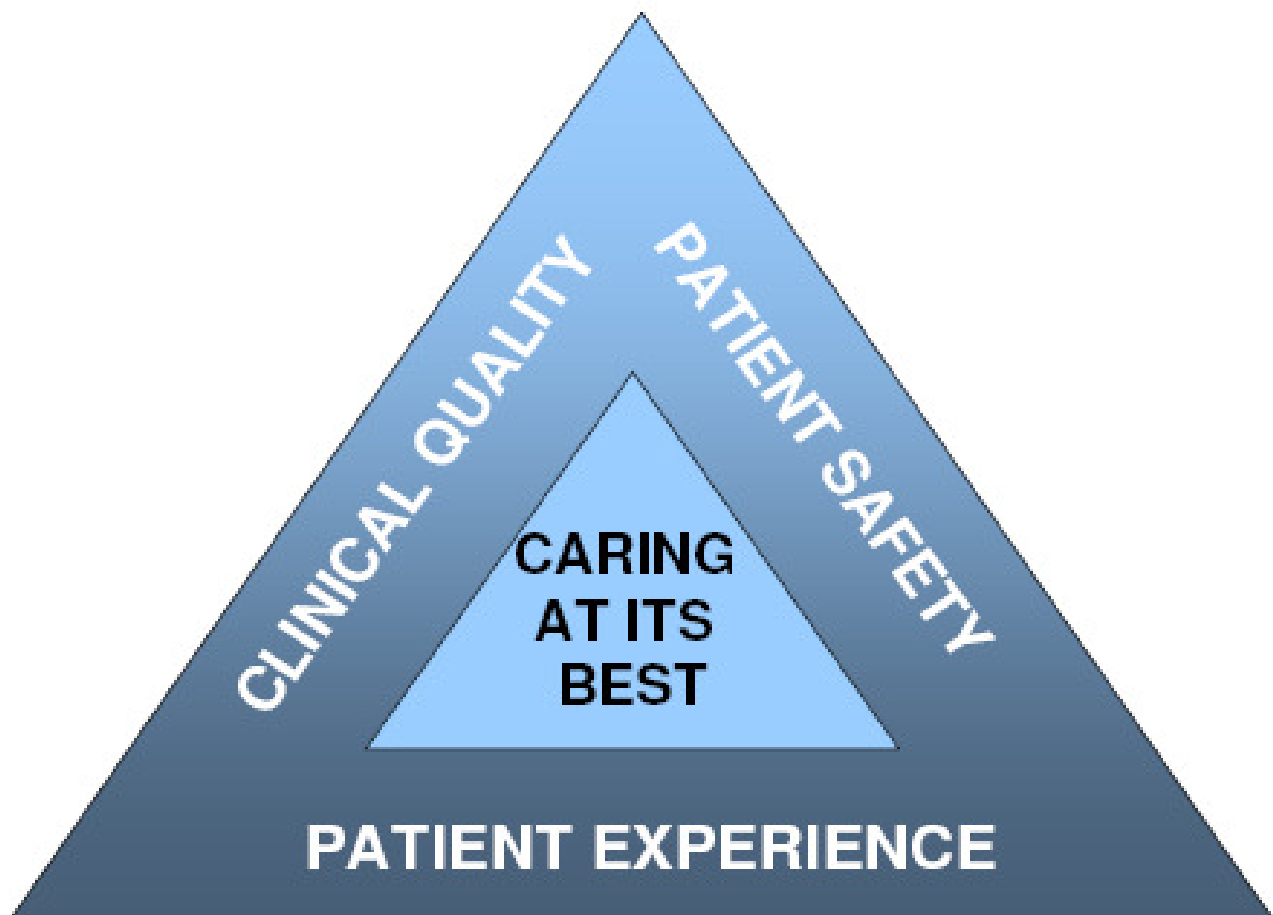 CLINICAL QUALITY
PATIENT SAFETY
CARING
AT ITS
BEST
PATIENT EXPERIENCE